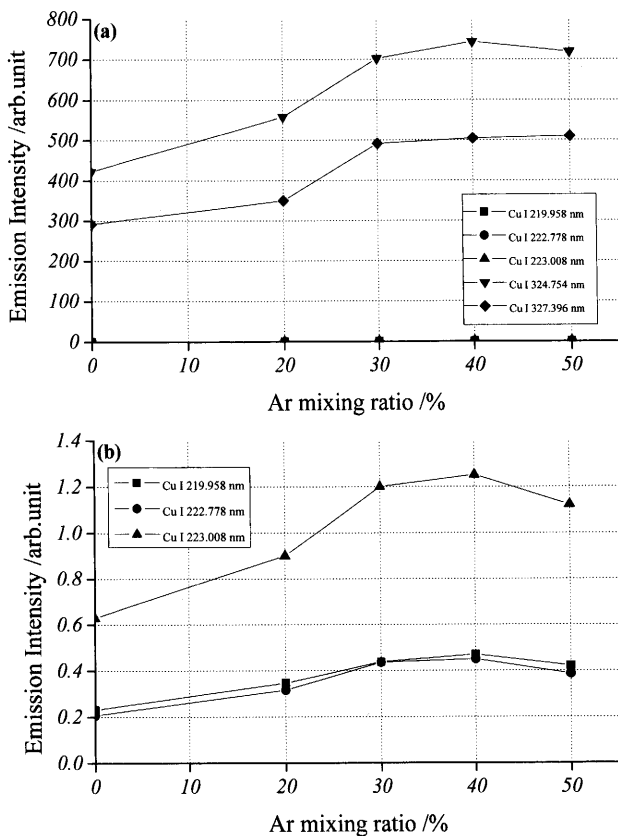 (a)
800
700
600
500
400
300
200
100
0
Emission Intensity /arb.unit
Cu I 219.958 nm
Cu I 222.778 nm
Cu I 223.008 nm
Cu I 324.754 nm
Cu I 327.396 nm
0 10 20 30 40 50
Ar mixing ratio /%
(b)
1.4
1.2
1.0
0.8
0.6
0.4
0.2
0.0
Emission Intensity /arb.unit
Cu I 219.958 nm
Cu I 222.778 nm
Cu I 223.008 nm
0 10 20 30 40 50
Ar mixing ratio /%